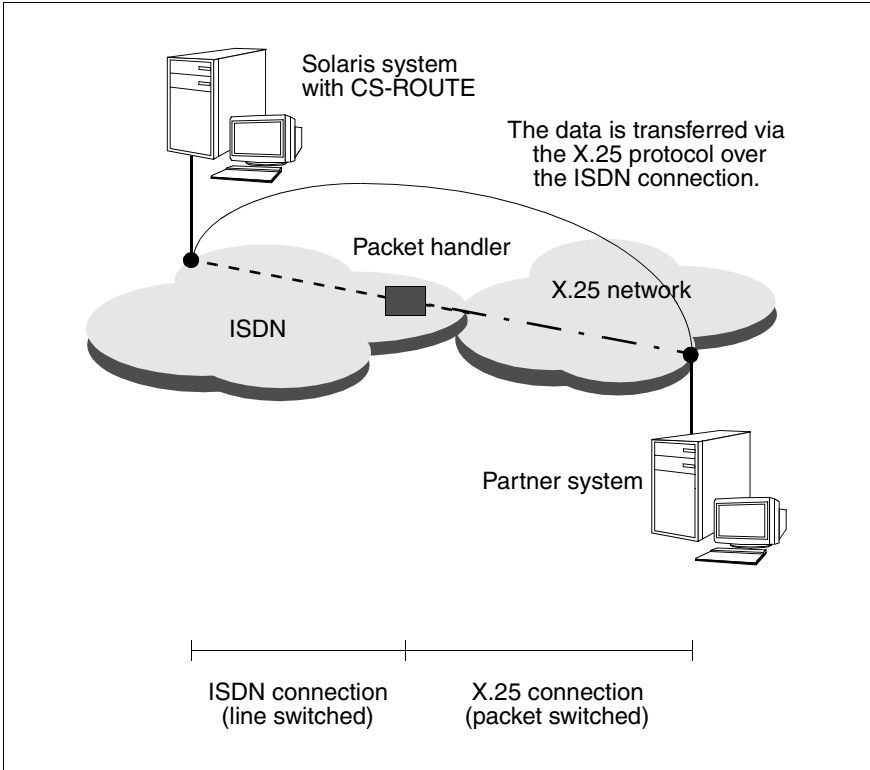 Solaris system
with CS-ROUTE
The data is transferred via
the X.25 protocol over
the ISDN connection.
Packet handler
X.25 network
ISDN
Partner system
ISDN connection
(line switched)
X.25 connection
(packet switched)